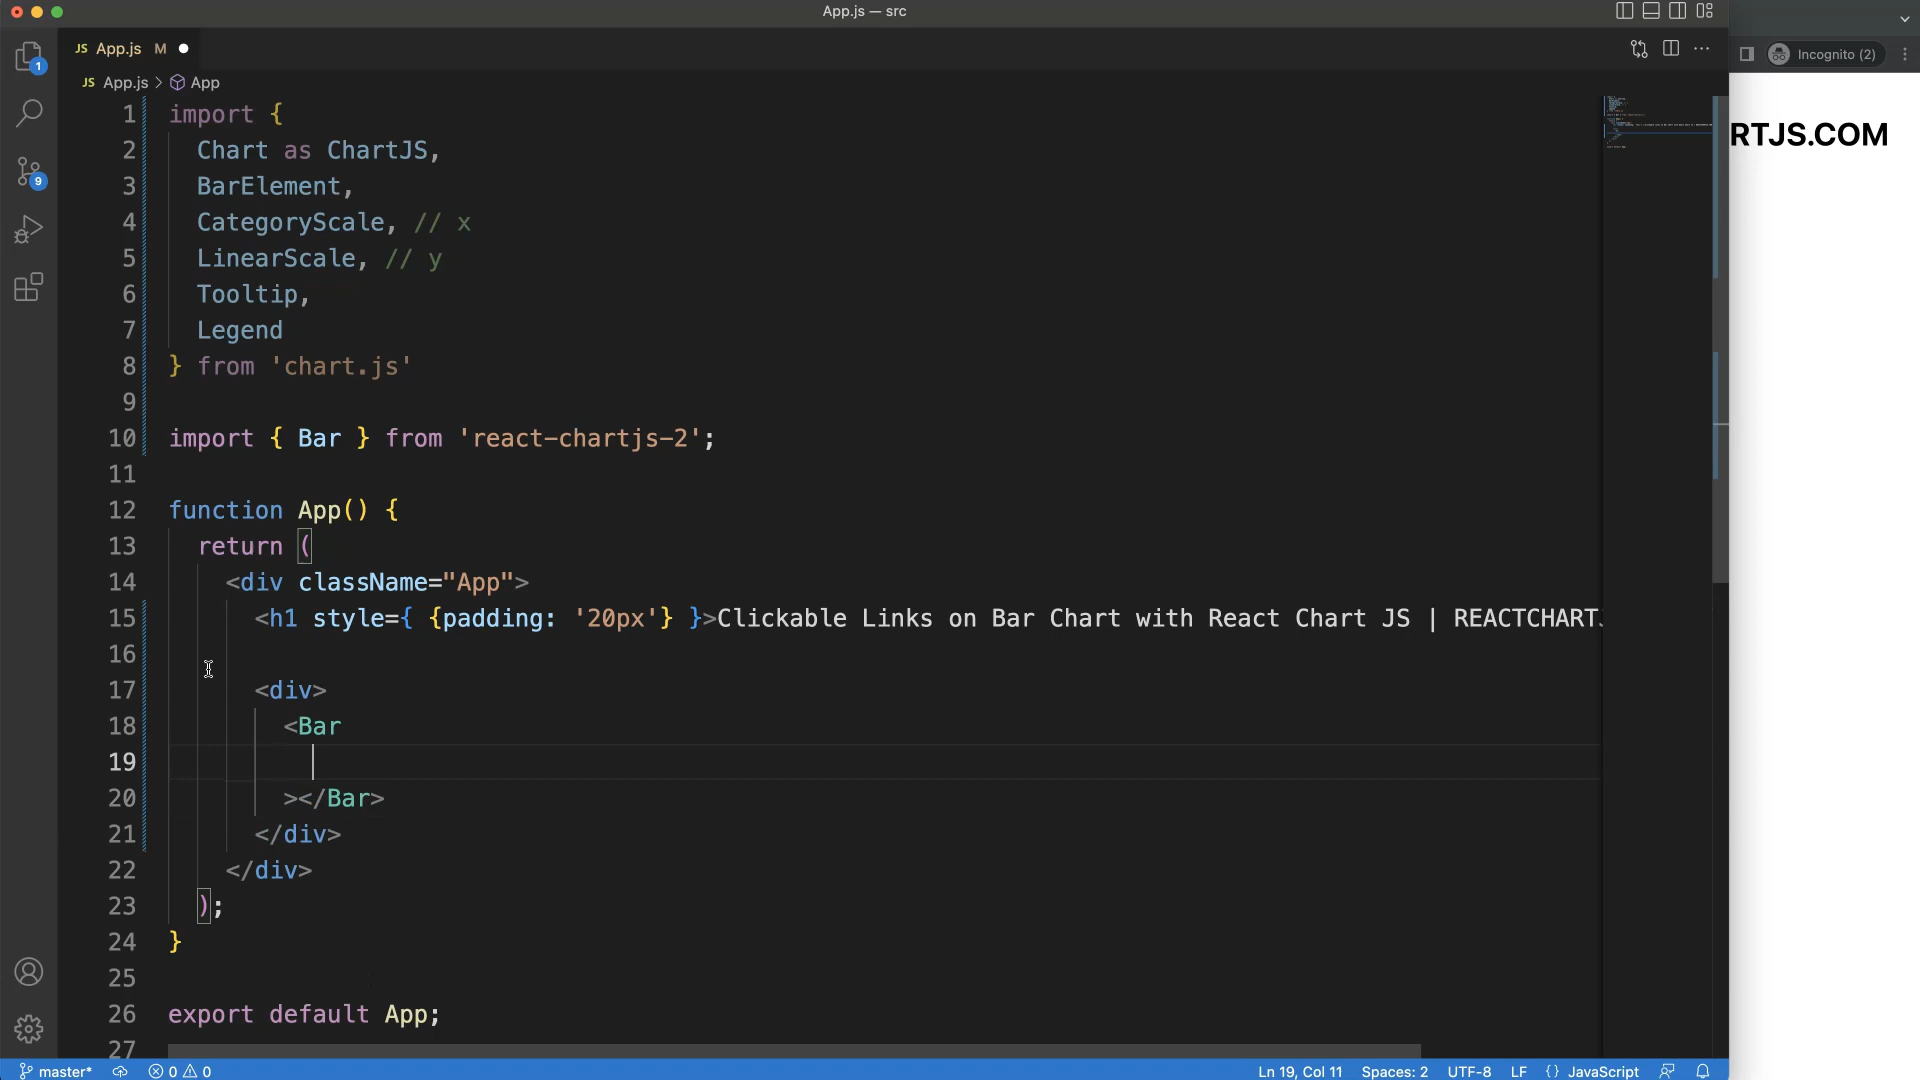 App.js — src
JS App.js M
JS App.js > App
Incognito (2)
RTJS.COM
1
9
1 import {
2 Chart as ChartJS,
3 BarElement,
4 CategoryScale, // x
5 LinearScale, // y
6 Tooltip,
7 Legend
8 } from 'chart.js'
9
10 import { Bar } from 'react-chartjs-2';
11
12 function App() {
13 return (
14 <div className="App">
15 <h1 style={ {padding: '20px'} }>Clickable Links on Bar Chart with React Chart JS | REACTCHARTJ
16
17 <div>
18 <Bar
19
20 ></Bar>
21 </div>
22 </div>
23 );
24 }
25
26 export default App;
27
master* 0 0 Ln 19, Col 11 Spaces: 2 UTF-8 LF {} JavaScript